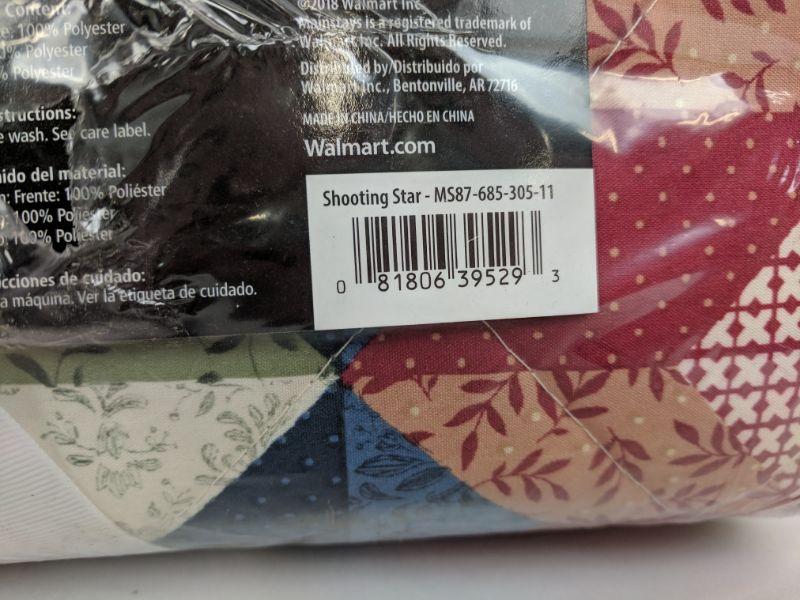 Content:
100% Polyester
% Polyester
% Polyester
©2018 Walmart Inc.
Mainstays is a registered trademark of
Walmart Inc. All Rights Reserved.
Distributed by/Distribuido por
Walmart Inc., Bentonville, AR 72716
MADE IN CHINA/HECHO EN CHINA
Walmart.com
structions:
e wash. See care label.
ido del material:
: Frente: 100% Poliéster
100% Poliéster
100% Poliéster
cciones de cuidado:
a máquina. Ver la etiqueta de cuidado.
Shooting Star - MS87-685-305-11
0 81806 39529 3